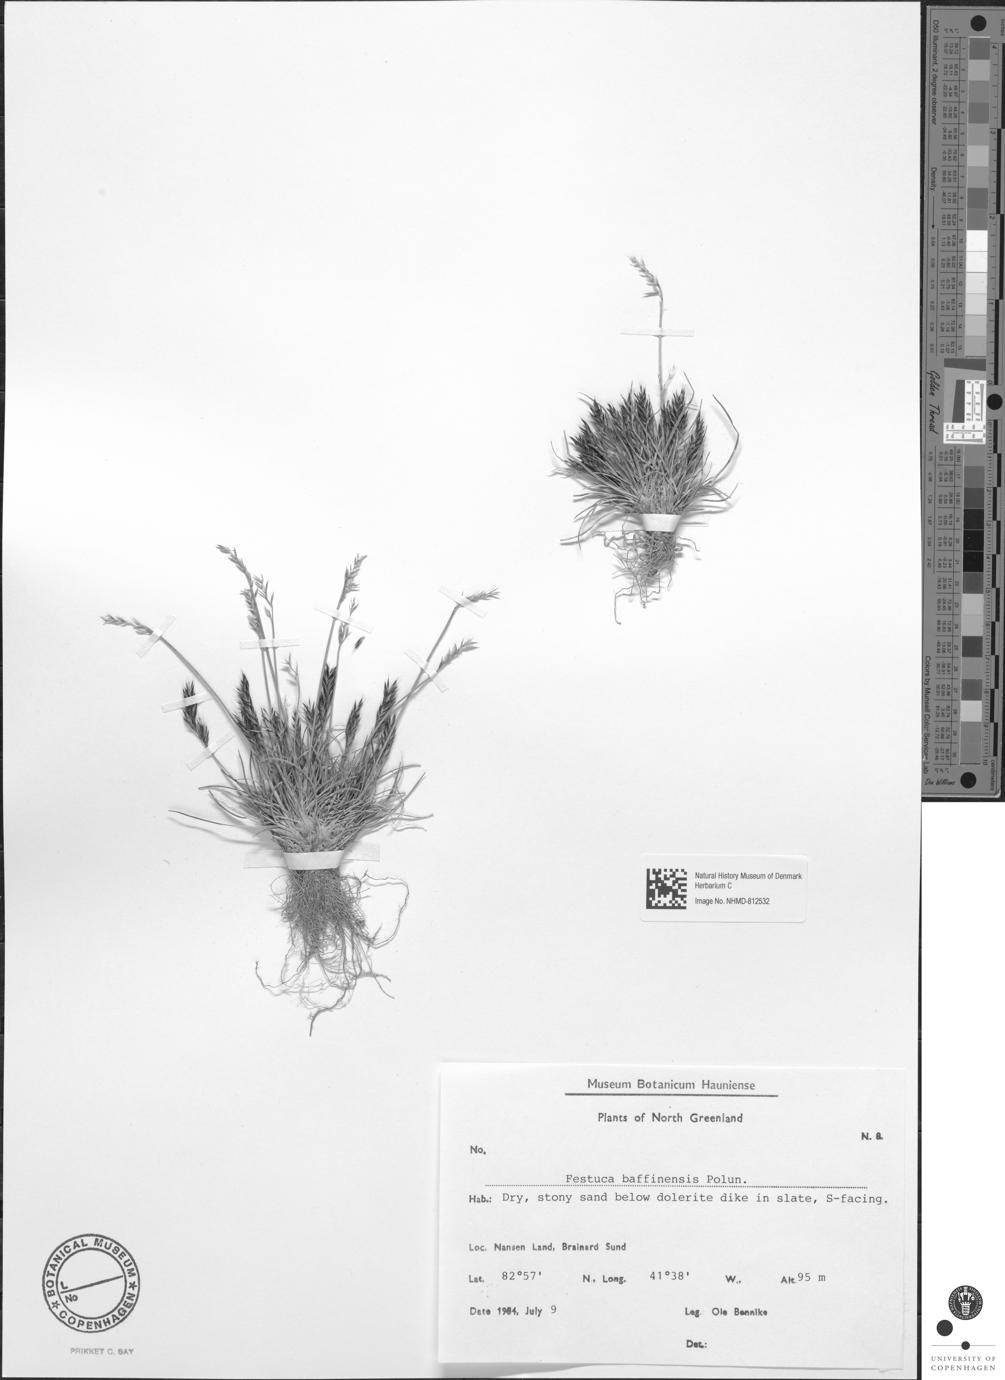 Natural History Museum of Denmark
Herbarium C
Image No. NHMD-812532
Museum Botanicum Hauniense
Plants of North Greenland
N. 8.
No.
Festuca baffinensis Polun.
Hab.: Dry, stony sand below dolerite dike in slate, S-facing.
Loc. Nansen Land, Brainard Sund
Lat. 82°57' N., Long. 41°38' W., Alt. 95 m
Date 1984, July 9 Leg. Ole Bennike
Det.:
BOTANICAL MUSEUM
L
No
COPENHAGEN
PRIKKET C. BAY
D50 Illuminant, 2 degree observer
Density
Golden Thread
Colors by Munsell Color Services Lab
Don Williams
UNIVERSITY OF
COPENHAGEN